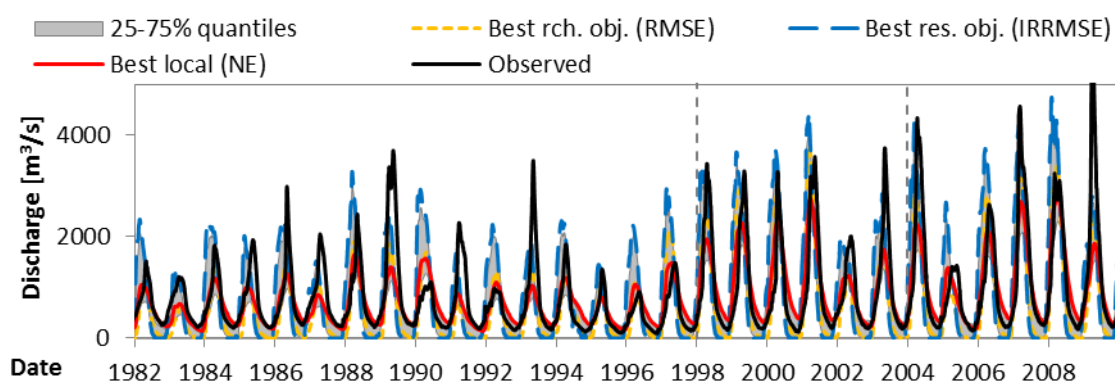 25-75% quantiles Best rch. obj. (RMSE) Best res. obj. (IRRMSE)
Best local (NE) Observed
Discharge [m³/s]
4000
2000
0
Date 1982 1984 1986 1988 1990 1992 1994 1996 1998 2000 2002 2004 2006 2008